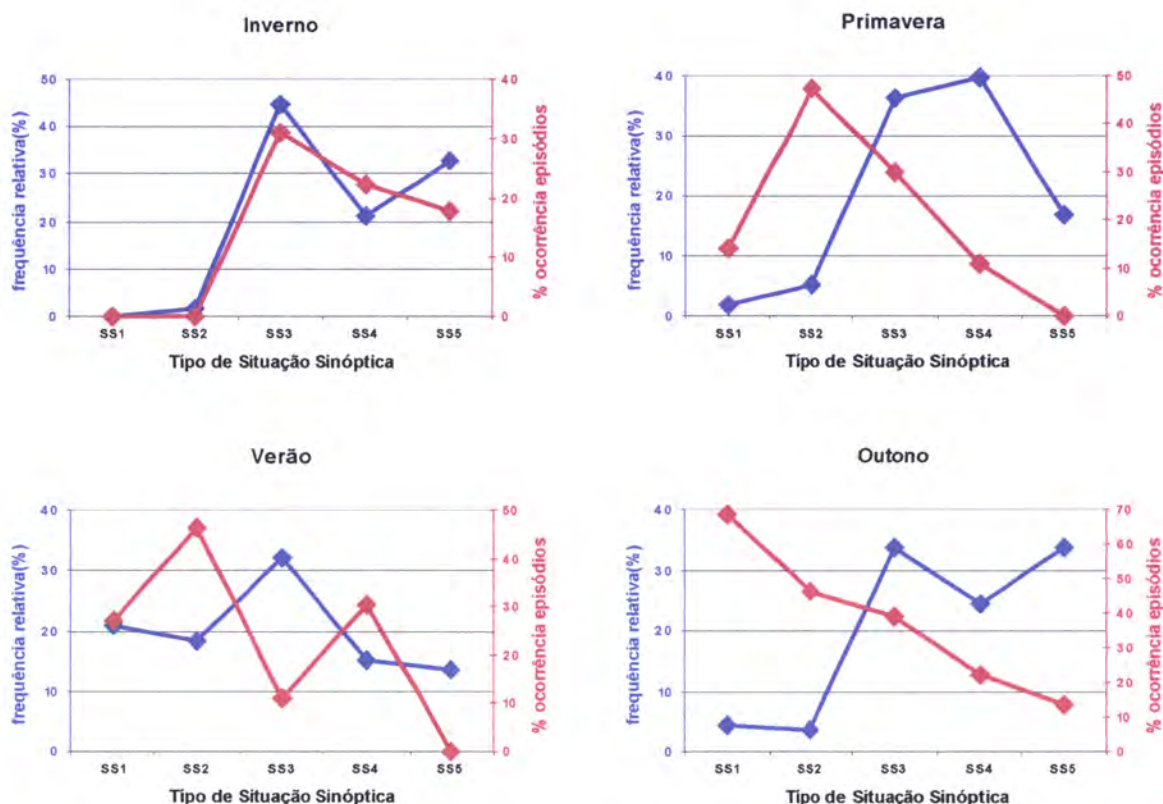 Inverno
frequência relativa(%)
50
40
30
20
10
0
40
30
20
10
0
% ocorrência episódios
SS1 SS2 SS3 SS4 SS5
Tipo de Situação Sinóptica
Primavera
frequência relativa(%)
40
30
20
10
0
50
40
30
20
10
0
% ocorrência episódios
SS1 SS2 SS3 SS4 SS5
Tipo de Situação Sinóptica
Verão
frequência relativa(%)
40
30
20
10
0
50
40
30
20
10
0
% ocorrência episódios
SS1 SS2 SS3 SS4 SS5
Tipo de Situação Sinóptica
Outono
frequência relativa(%)
40
30
20
10
0
70
60
50
40
30
20
10
0
% ocorrência episódios
SS1 SS2 SS3 SS4 SS5
Tipo de Situação Sinóptica